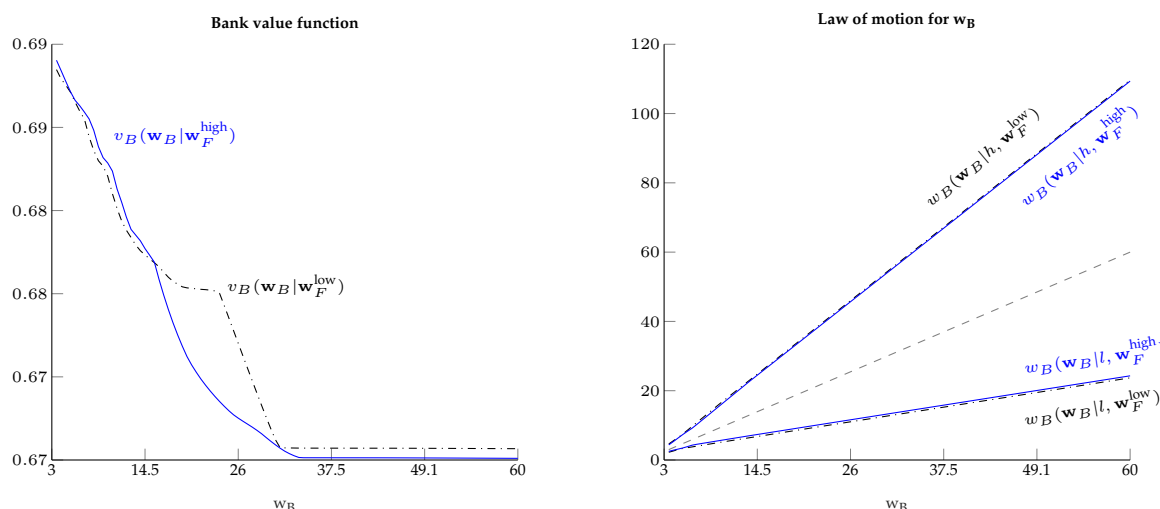 Bank value function
0.69
0.69
0.68
0.68
0.67
0.67
3
14.5
26
37.5
49.1
60
w_B
v_B(𝐰_B|𝐰_F^high)
v_B(𝐰_B|𝐰_F^low)
Law of motion for w_B
120
100
80
60
40
20
0
3
14.5
26
37.5
49.1
60
w_B
w_B(𝐰_B|h, 𝐰_F^low)
w_B(𝐰_B|h, 𝐰_F^high)
w_B(𝐰_B|l, 𝐰_F^high
w_B(𝐰_B|l, 𝐰_F^low)